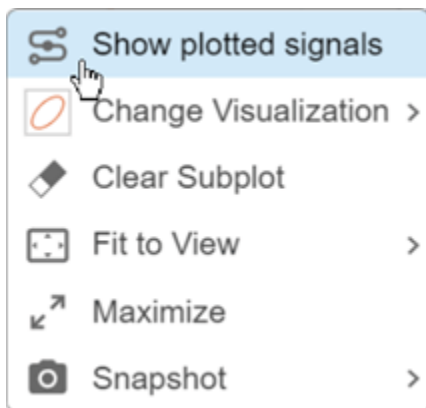 Show plotted signals
Change Visualization
Clear Subplot
Fit to View
Maximize
Snapshot